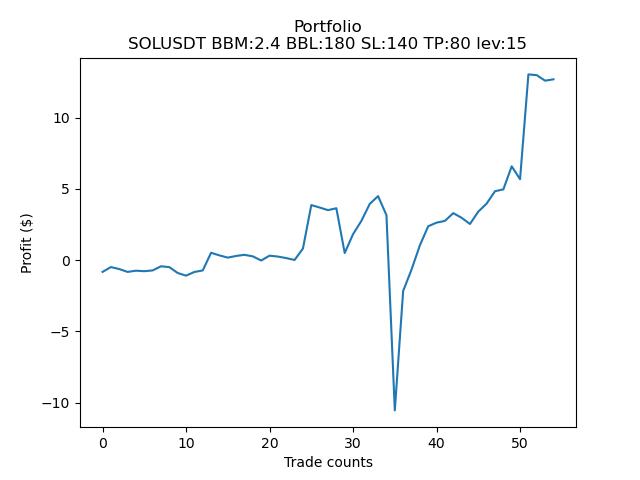 Portfolio
SOLUSDT BBM:2.4 BBL:180 SL:140 TP:80 lev:15
10
5
0
−5
−10
Profit ($)
0 10 20 30 40 50
Trade counts